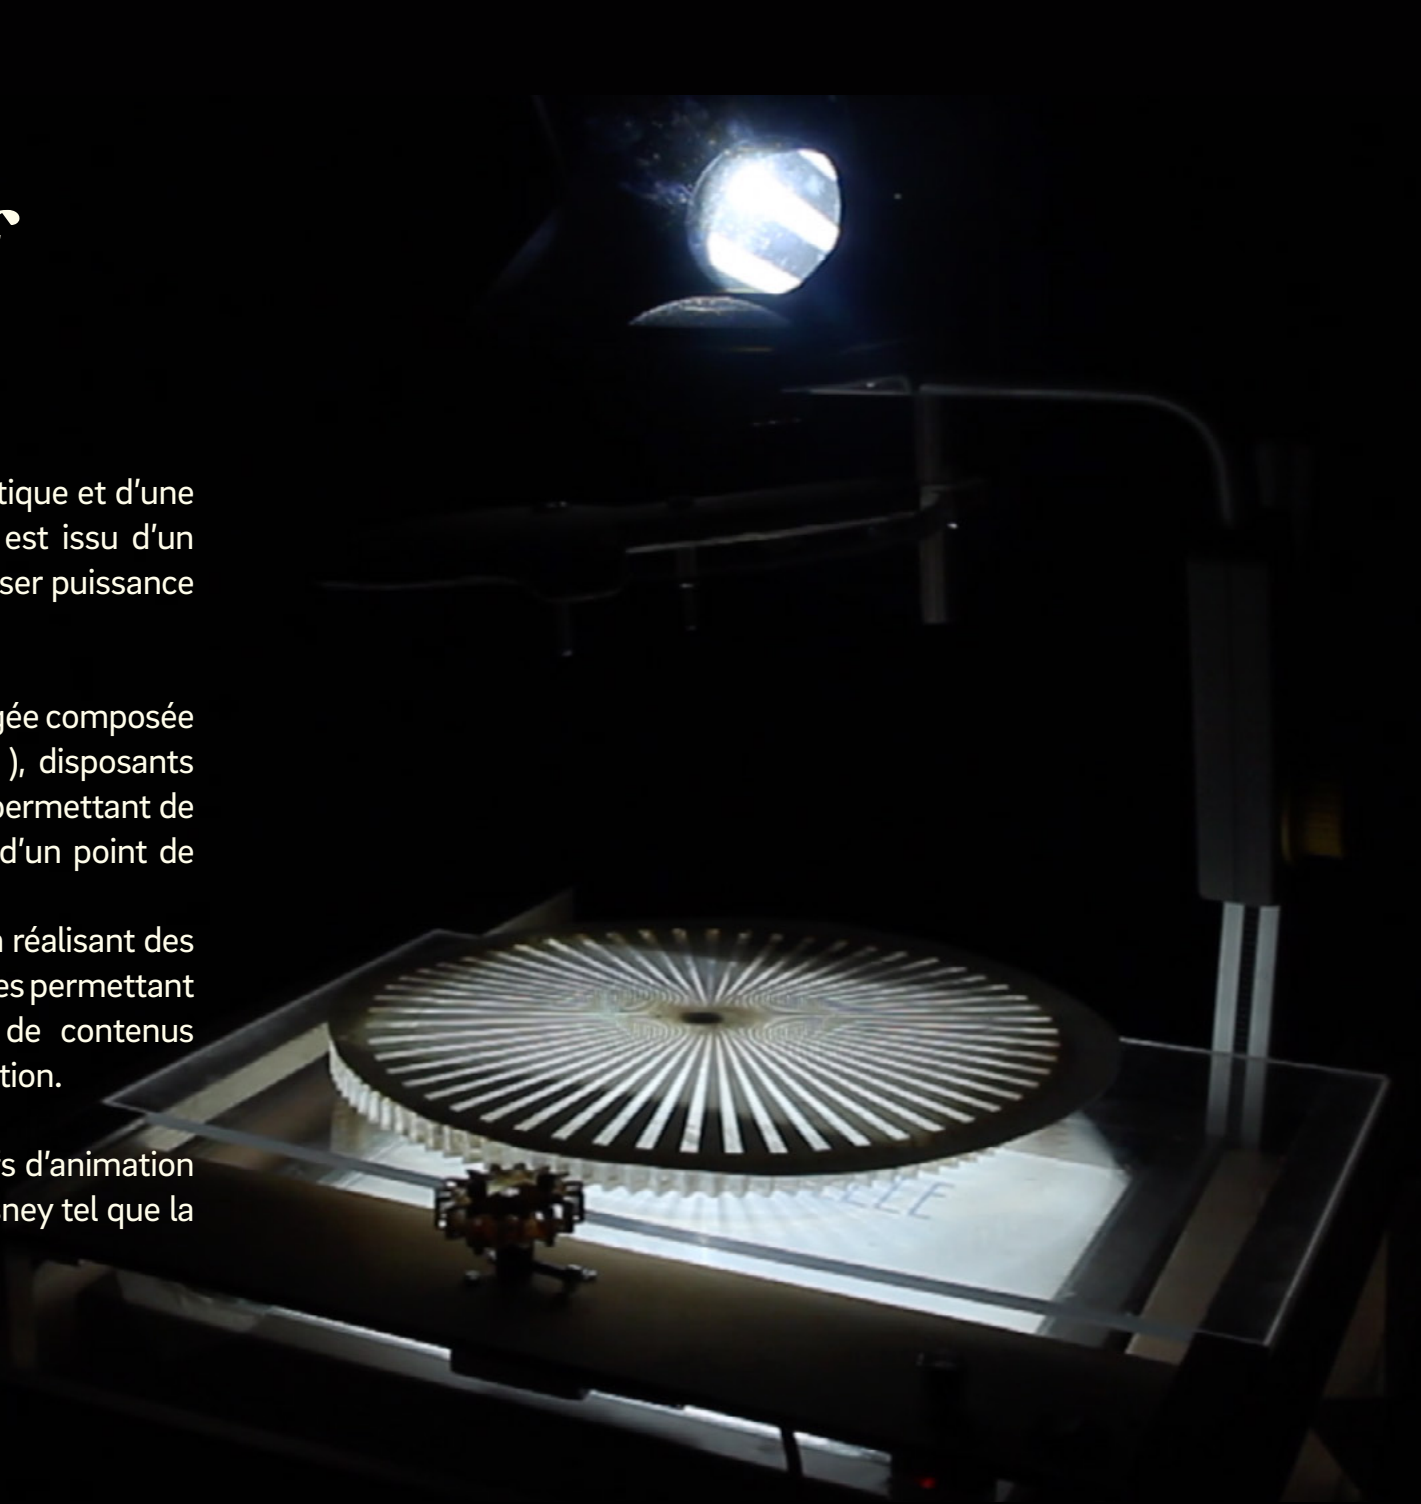 tique et d'une
est issu d'un
ser puissance
gée composée
), disposants
permettant de
d'un point de
réalisant des
es permettant
de contenus
tion.
s d'animation
ney tel que la